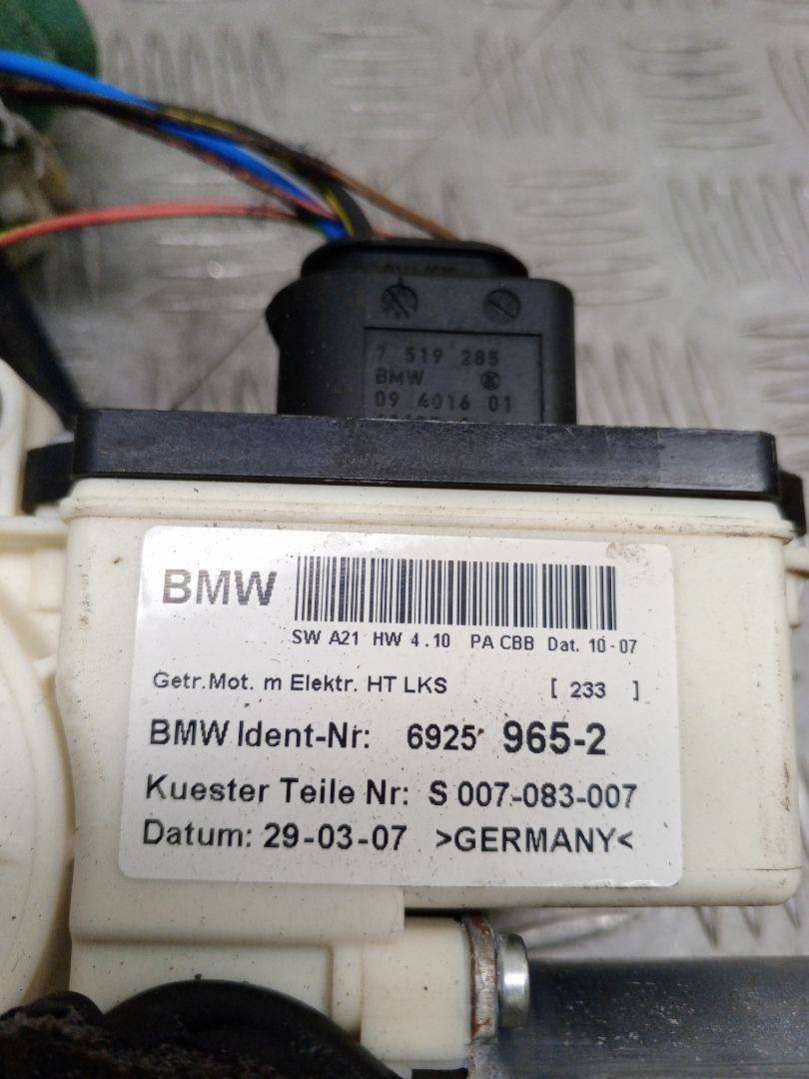 7 519 285
BMW
09 4016 01
BMW
SW A21 HW 4.10 PA CBB Dat. 10-07
Getr.Mot. m Elektr. HT LKS [ 233 ]
BMW Ident-Nr: 6925 965-2
Kuester Teile Nr: S 007-083-007
Datum: 29-03-07 >GERMANY<